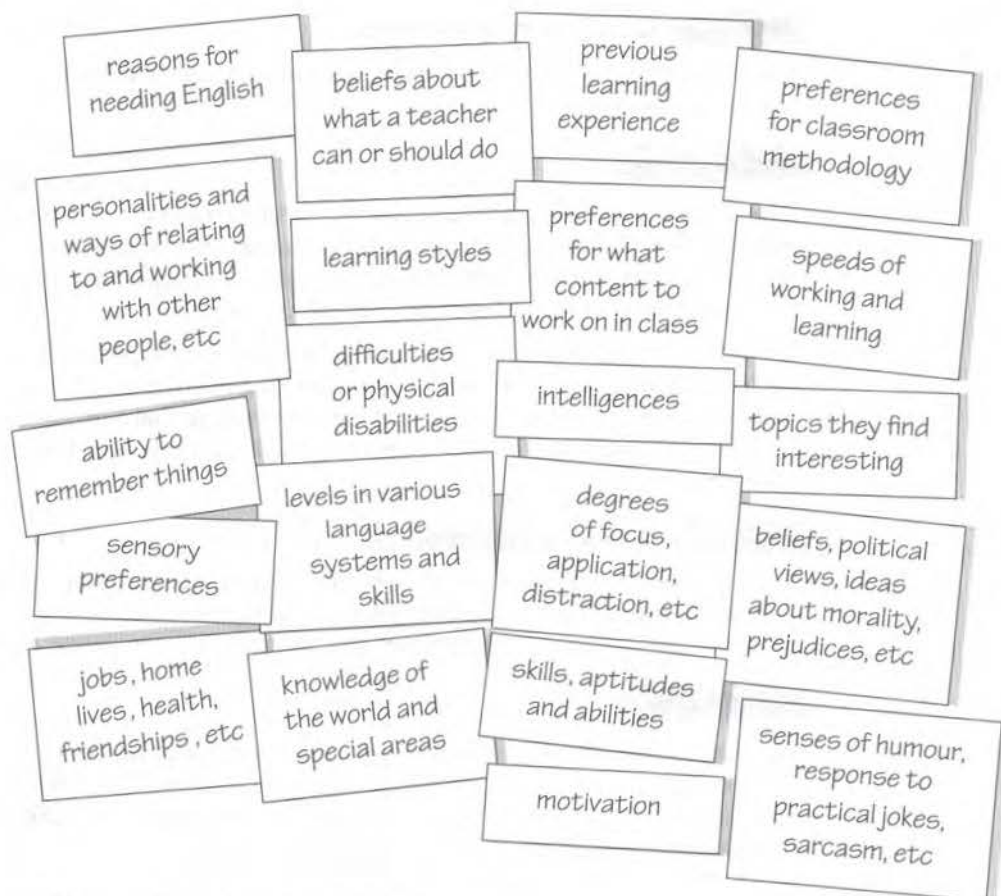 reasons for
needing English
beliefs about
what a teacher
can or should do
previous
learning
experience
preferences
for classroom
methodology
personalities and
ways of relating
to and working
with other
people, etc
learning styles
preferences
for what
content to
work on in class
speeds of
working and
learning
difficulties
or physical
disabilities
intelligences
topics they find
interesting
ability to
remember things
levels in various
language
systems and
skills
degrees
of focus,
application,
distraction, etc
beliefs, political
views, ideas
about morality,
prejudices, etc
sensory
preferences
jobs, home
lives, health,
friendships , etc
knowledge of
the world and
special areas
skills, aptitudes
and abilities
motivation
senses of humour,
response to
practical jokes,
sarcasm, etc